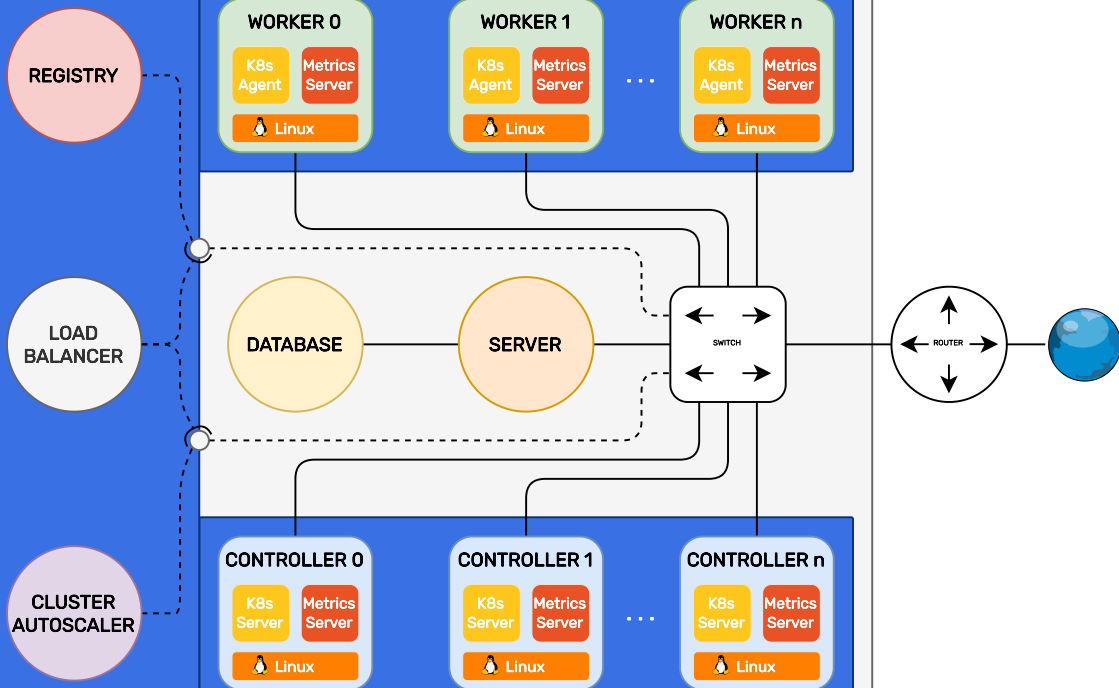 WORKER 0
K8s
Agent
Metrics
Server
Linux
WORKER 1
K8s
Agent
Metrics
Server
Linux
...
WORKER n
K8s
Agent
Metrics
Server
Linux
REGISTRY
LOAD
BALANCER
DATABASE
SERVER
SWITCH
ROUTER
CLUSTER
AUTOSCALER
CONTROLLER 0
K8s
Server
Metrics
Server
Linux
CONTROLLER 1
K8s
Server
Metrics
Server
Linux
...
CONTROLLER n
K8s
Server
Metrics
Server
Linux